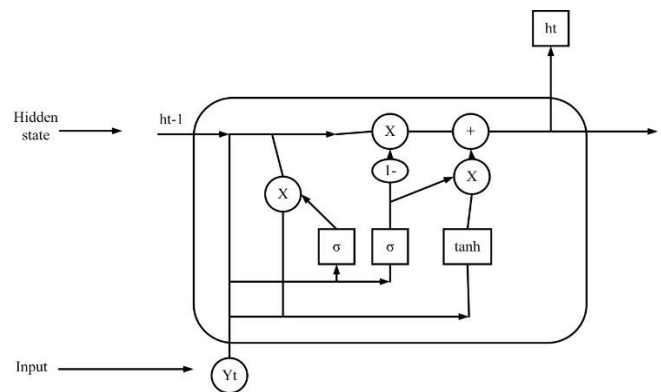 ht
Hidden
state
ht-1
X
+
1-
X
X
σ
σ
tanh
Input
Yt